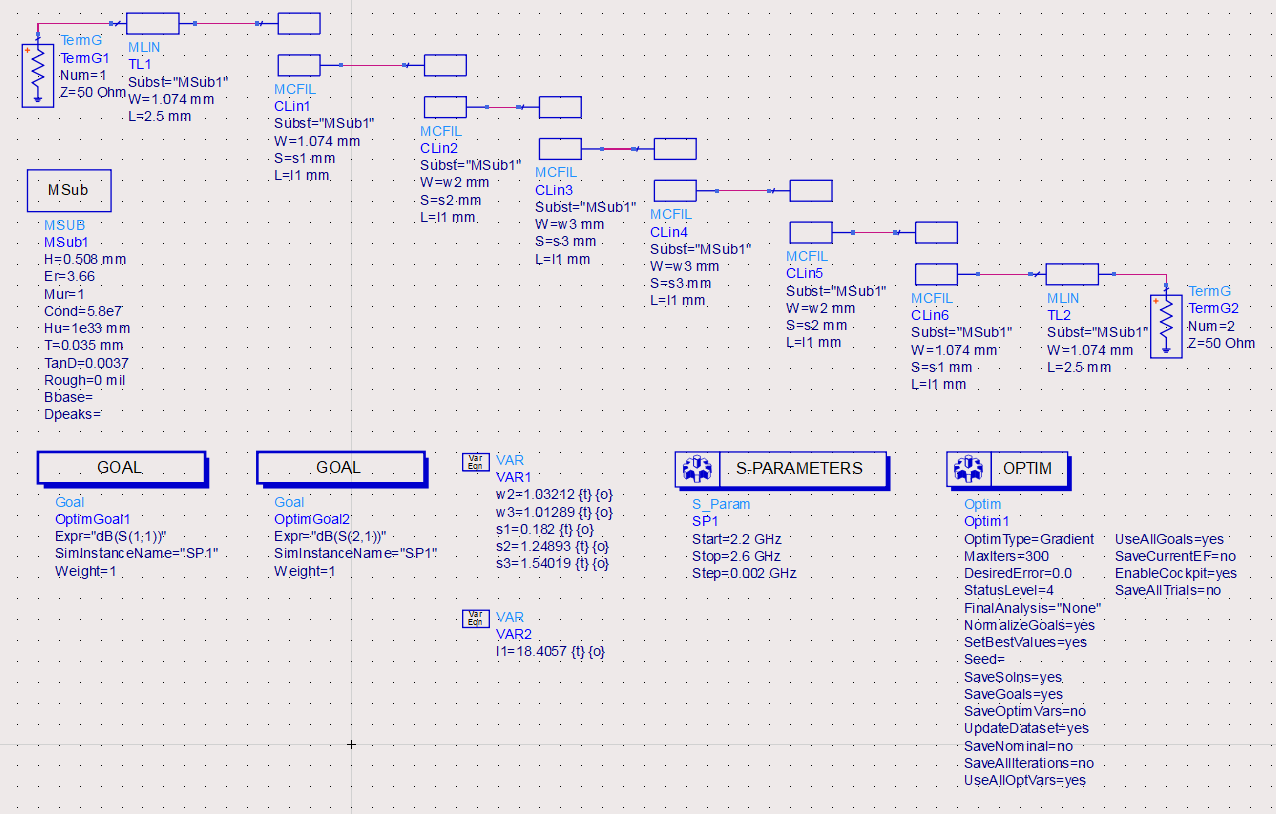 TermG
TermG1
Num=1
Z=50 Ohm
MLIN
TL1
Subst="MSub1"
W=1.074 mm
L=2.5 mm
MCFIL
CLin1
Subst="MSub1"
W=1.074 mm
S=s1 mm
L=l1 mm
MCFIL
CLin2
Subst="MSub1"
W=w2 mm
S=s2 mm
L=l1 mm
MCFIL
CLin3
Subst="MSub1"
W=w3 mm
S=s3 mm
L=l1 mm
MCFIL
CLin4
Subst="MSub1"
W=w3 mm
S=s3 mm
L=l1 mm
MCFIL
CLin5
Subst="MSub1"
W=w2 mm
S=s2 mm
L=l1 mm
MCFIL
CLin6
Subst="MSub1"
W=1.074 mm
S=s1 mm
L=l1 mm
MLIN
TL2
Subst="MSub1"
W=1.074 mm
L=2.5 mm
TermG
TermG2
Num=2
Z=50 Ohm
MSub
MSUB
MSub1
H=0.508 mm
Er=3.66
Mur=1
Cond=5.8e7
Hu=1e33 mm
T=0.035 mm
TanD=0.0037
Rough=0 mil
Bbase=
Dpeaks=
GOAL
Goal
OptimGoal1
Expr="dB(S(1,1))"
SimInstanceName="SP1"
Weight=1
GOAL
Goal
OptimGoal2
Expr="dB(S(2,1))"
SimInstanceName="SP1"
Weight=1
Var
Eqn
VAR
VAR1
w2=1.03212 {t} {o}
w3=1.01289 {t} {o}
s1=0.182 {t} {o}
s2=1.24893 {t} {o}
s3=1.54019 {t} {o}
Var
Eqn
VAR
VAR2
l1=18.4057 {t} {o}
S-PARAMETERS
S_Param
SP1
Start=2.2 GHz
Stop=2.6 GHz
Step=0.002 GHz
OPTIM
Optim
Optim1
OptimType=Gradient
MaxIters=300
DesiredError=0.0
StatusLevel=4
FinalAnalysis="None"
NormalizeGoals=yes
SetBestValues=yes
Seed=
SaveSolns=yes
SaveGoals=yes
SaveOptimVars=no
UpdateDataset=yes
SaveNominal=no
SaveAllIterations=no
UseAllOptVars=yes
UseAllGoals=yes
SaveCurrentEF=no
EnableCockpit=yes
SaveAllTrials=no